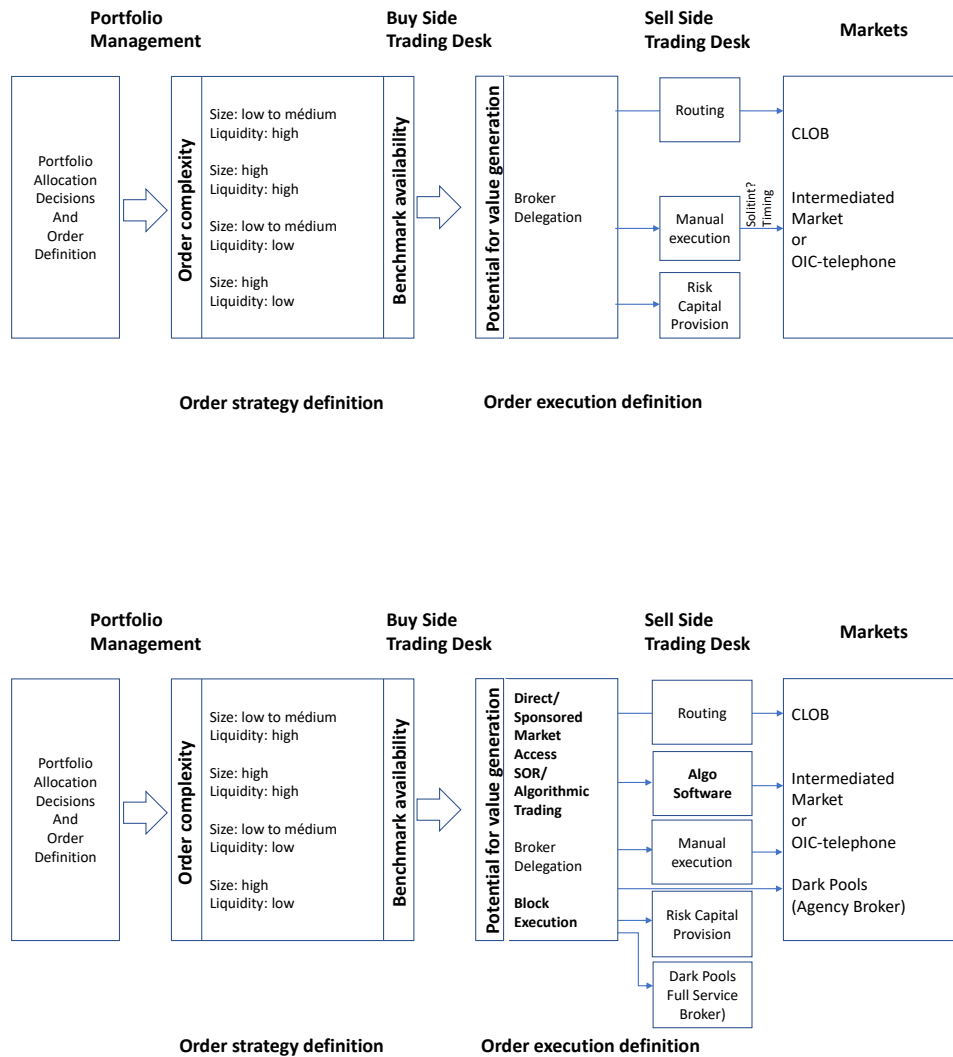 Portfolio
Management
Buy Side
Trading Desk
Sell Side
Trading Desk
Markets
Portfolio
Allocation
Decisions
And
Order
Definition
Order complexity
Size: low to médium
Liquidity: high
Size: high
Liquidity: high
Size: low to médium
Liquidity: low
Size: high
Liquidity: low
Benchmark availability
Potential for value generation
Broker
Delegation
Routing
Manual
execution
Risk
Capital
Provision
Solitint?
Timing
CLOB
Intermediated
Market
or
OIC-telephone
Order strategy definition
Order execution definition
Portfolio
Management
Buy Side
Trading Desk
Sell Side
Trading Desk
Markets
Portfolio
Allocation
Decisions
And
Order
Definition
Order complexity
Size: low to médium
Liquidity: high
Size: high
Liquidity: high
Size: low to médium
Liquidity: low
Size: high
Liquidity: low
Benchmark availability
Potential for value generation
Direct/
Sponsored
Market
Access
SOR/
Algorithmic
Trading
Broker
Delegation
Block
Execution
Routing
Algo
Software
Manual
execution
Risk Capital
Provision
Dark Pools
Full Service
Broker)
CLOB
Intermediated
Market
or
OIC-telephone
Dark Pools
(Agency Broker)
Order strategy definition
Order execution definition